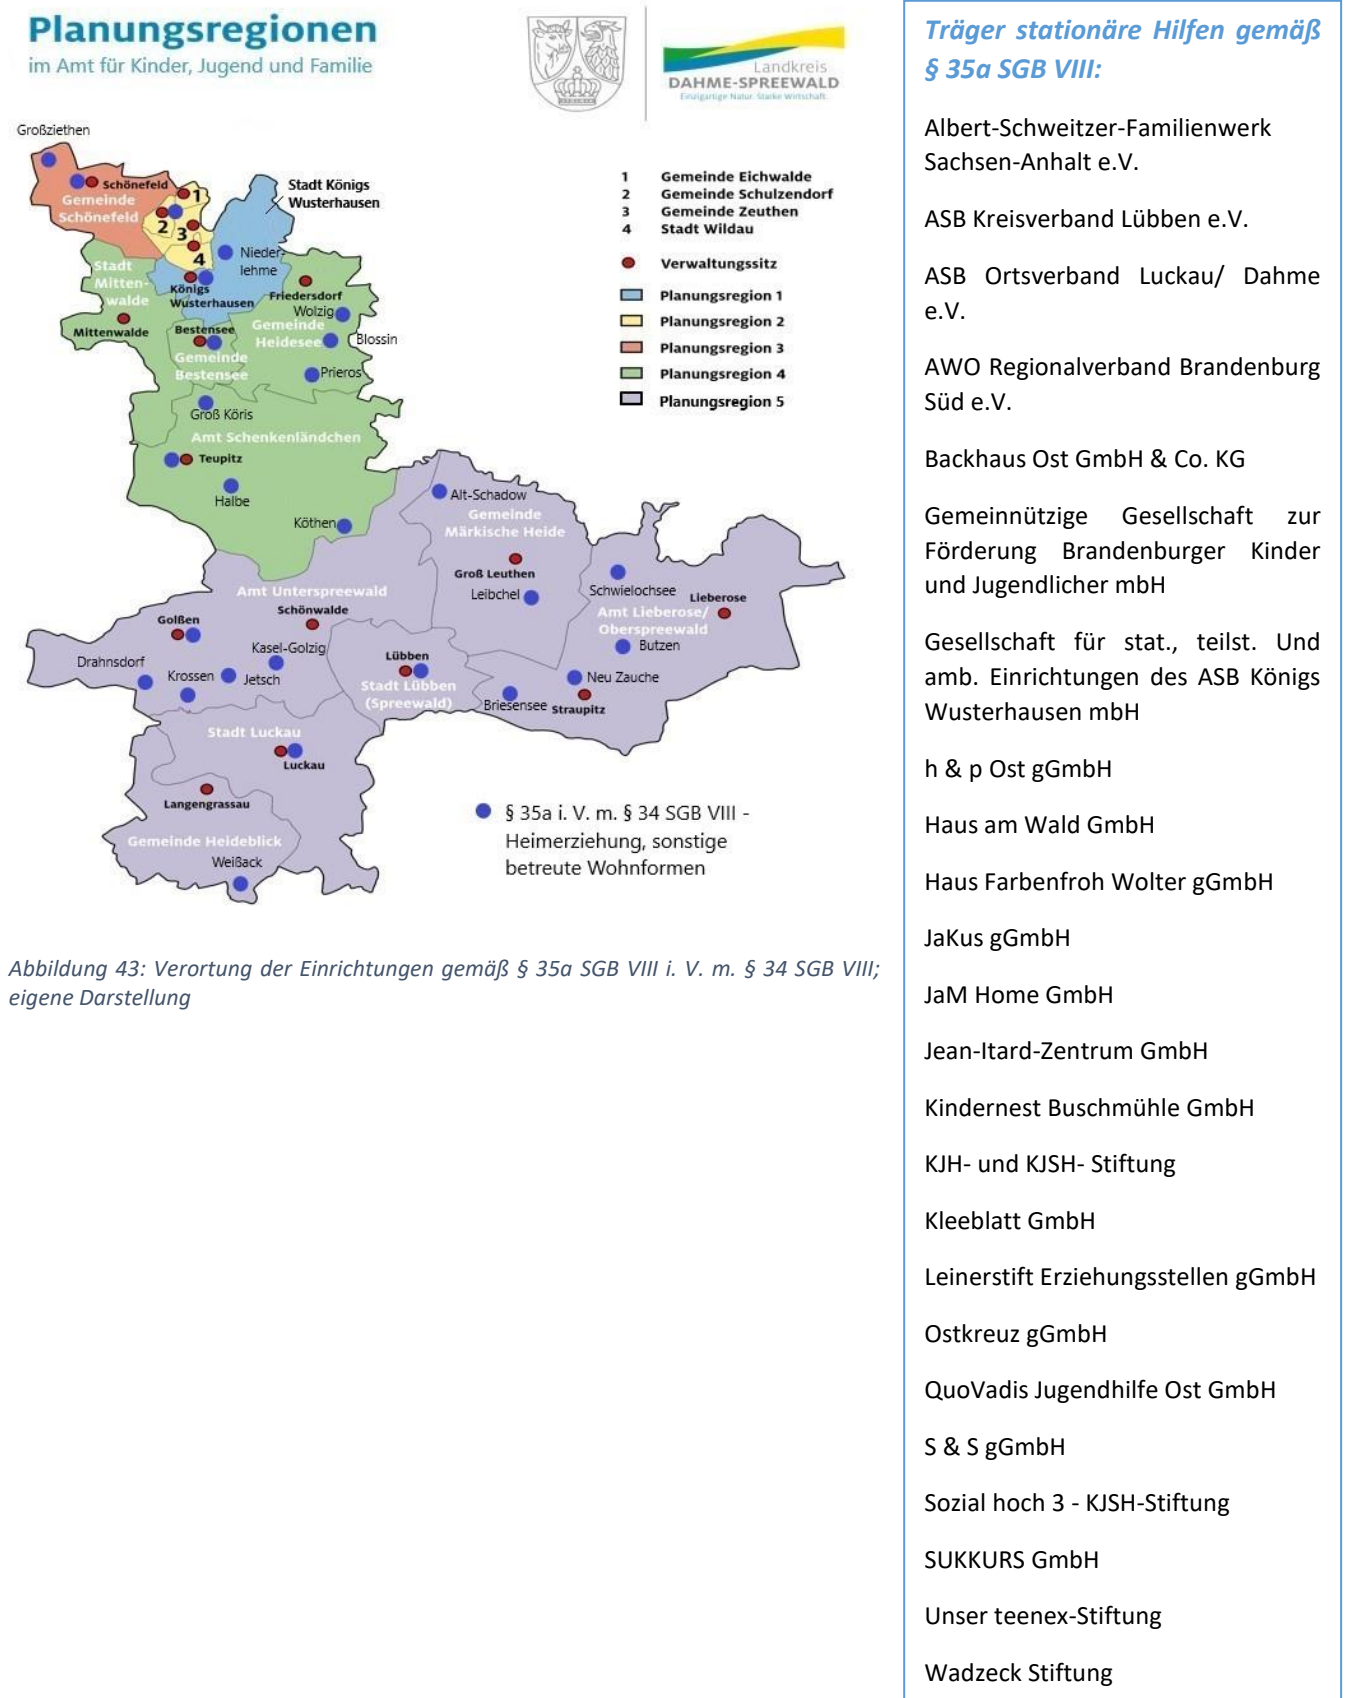 Planungsregionen
im Amt für Kinder, Jugend und Familie
Landkreis
DAHME-SPREEWALD
Einzigartige Natur. Starke Wirtschaft.
Großziethen
Schönefeld
Gemeinde
Schönefeld
1
2
3
4
Stadt Königs
Wusterhausen
Nieder-
lehme
Stadt
Mitten-
walde
Königs
Wusterhausen
Friedersdorf
Wolzig
Mittenwalde
Bestensee
Gemeinde
Heidesee
Blossin
Gemeinde
Bestensee
Prieros
Groß Köris
Amt Schenkenländchen
Teupitz
Halbe
Köthen
Alt-Schadow
Gemeinde
Märkische Heide
Groß Leuthen
Leibchel
Schwielochsee
Lieberose
Amt Lieberose/
Oberspreewald
Butzen
Amt Unterspreewald
Schönwalde
Golßen
Kasel-Golzig
Drahnsdorf
Krossen
Jetsch
Lübben
Stadt Lübben
(Spreewald)
Neu Zauche
Briesensee
Straupitz
Stadt Luckau
Luckau
Langengrassau
Gemeinde Heideblick
Weißack
1 Gemeinde Eichwalde
2 Gemeinde Schulzendorf
3 Gemeinde Zeuthen
4 Stadt Wildau
Verwaltungssitz
Planungsregion 1
Planungsregion 2
Planungsregion 3
Planungsregion 4
Planungsregion 5
§ 35a i. V. m. § 34 SGB VIII -
Heimerziehung, sonstige
betreute Wohnformen
Abbildung 43: Verortung der Einrichtungen gemäß § 35a SGB VIII i. V. m. § 34 SGB VIII;
eigene Darstellung
Träger stationäre Hilfen gemäß
§ 35a SGB VIII:
Albert-Schweitzer-Familienwerk
Sachsen-Anhalt e.V.
ASB Kreisverband Lübben e.V.
ASB Ortsverband Luckau/ Dahme
e.V.
AWO Regionalverband Brandenburg
Süd e.V.
Backhaus Ost GmbH & Co. KG
Gemeinnützige Gesellschaft zur
Förderung Brandenburger Kinder
und Jugendlicher mbH
Gesellschaft für stat., teilst. Und
amb. Einrichtungen des ASB Königs
Wusterhausen mbH
h & p Ost gGmbH
Haus am Wald GmbH
Haus Farbenfroh Wolter gGmbH
JaKus gGmbH
JaM Home GmbH
Jean-Itard-Zentrum GmbH
Kindernest Buschmühle GmbH
KJH- und KJSH- Stiftung
Kleeblatt GmbH
Leinerstift Erziehungsstellen gGmbH
Ostkreuz gGmbH
QuoVadis Jugendhilfe Ost GmbH
S & S gGmbH
Sozial hoch 3 - KJSH-Stiftung
SUKKURS GmbH
Unser teenex-Stiftung
Wadzeck Stiftung